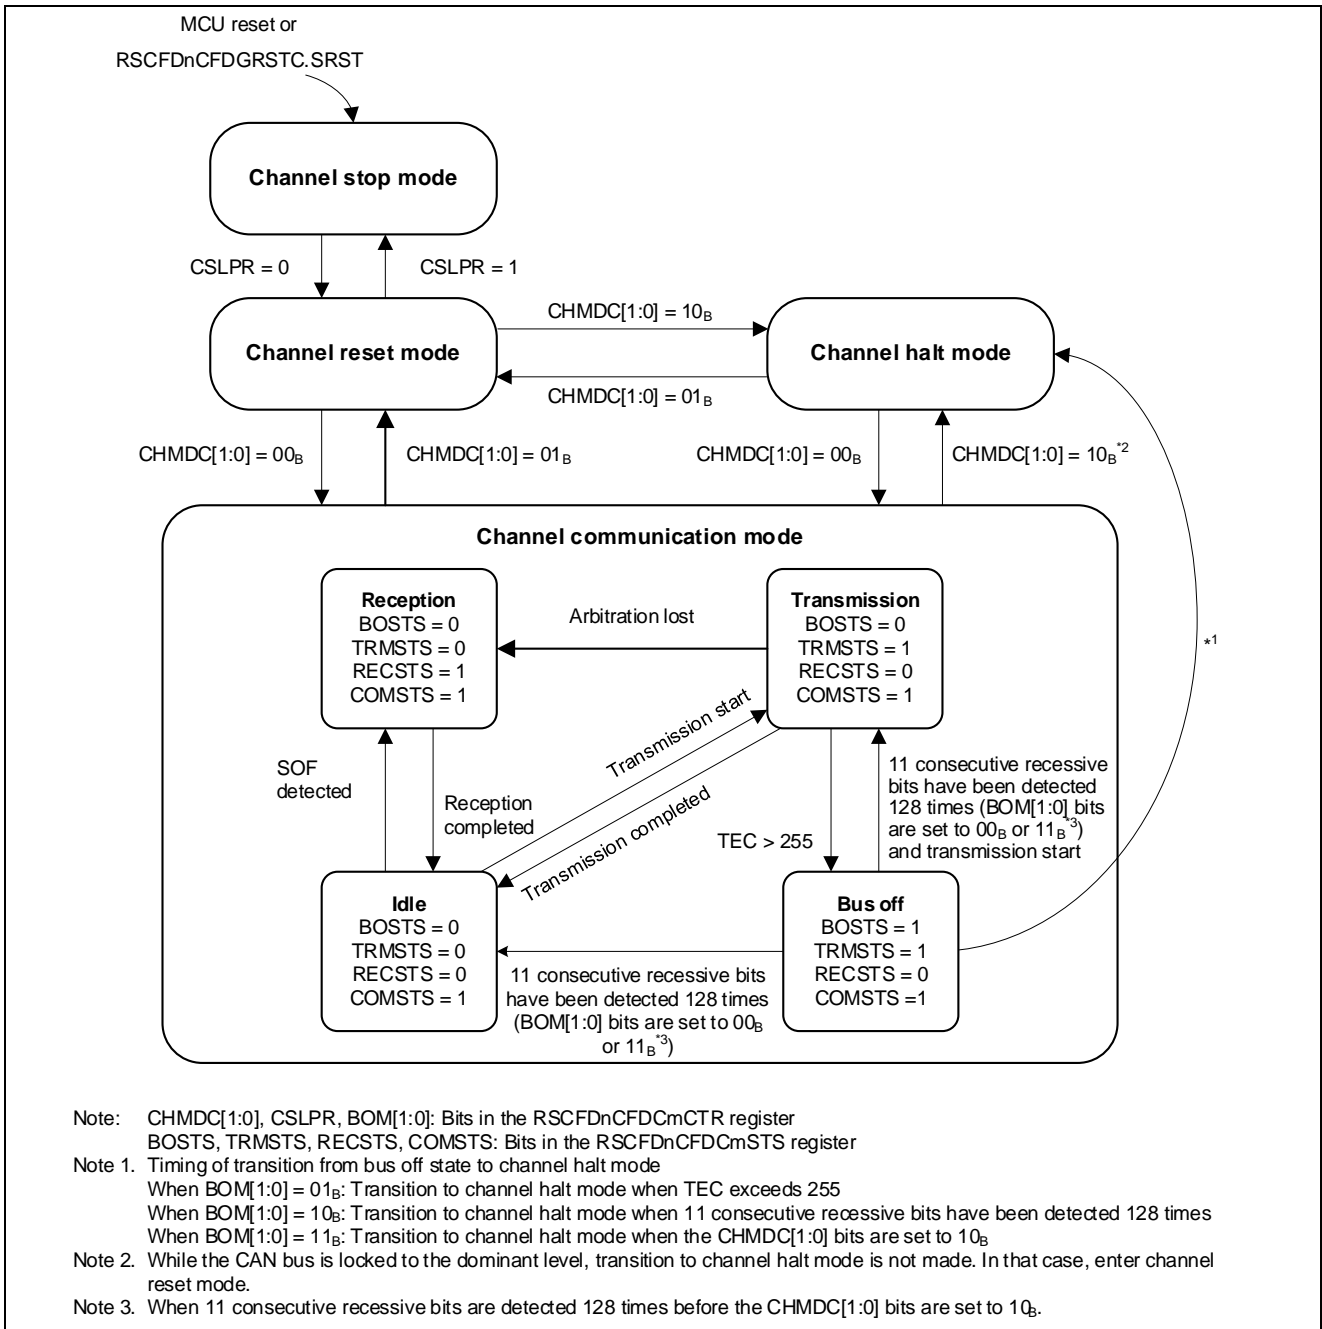 MCU reset or
RSCFDnCFDGRSTC.SRST
Channel stop mode
CSLPR = 0
CSLPR = 1
CHMDC[1:0] = 10B
Channel reset mode
Channel halt mode
CHMDC[1:0] = 01B
CHMDC[1:0] = 00B
CHMDC[1:0] = 01B
CHMDC[1:0] = 00B
CHMDC[1:0] = 10B*2
Channel communication mode
Reception
BOSTS = 0
TRMSTS = 0
RECSTS = 1
COMSTS = 1
Arbitration lost
Transmission
BOSTS = 0
TRMSTS = 1
RECSTS = 0
COMSTS = 1
*1
SOF
detected
Reception
completed
Transmission start
Transmission completed
TEC > 255
11 consecutive recessive
bits have been detected
128 times (BOM[1:0] bits
are set to 00B or 11B*3)
and transmission start
Idle
BOSTS = 0
TRMSTS = 0
RECSTS = 0
COMSTS = 1
Bus off
BOSTS = 1
TRMSTS = 1
RECSTS = 0
COMSTS =1
11 consecutive recessive bits
have been detected 128 times
(BOM[1:0] bits are set to 00B
or 11B*3)
Note: CHMDC[1:0], CSLPR, BOM[1:0]: Bits in the RSCFDnCFDCmCTR register
BOSTS, TRMSTS, RECSTS, COMSTS: Bits in the RSCFDnCFDCmSTS register
Note 1. Timing of transition from bus off state to channel halt mode
When BOM[1:0] = 01B: Transition to channel halt mode when TEC exceeds 255
When BOM[1:0] = 10B: Transition to channel halt mode when 11 consecutive recessive bits have been detected 128 times
When BOM[1:0] = 11B: Transition to channel halt mode when the CHMDC[1:0] bits are set to 10B
Note 2. While the CAN bus is locked to the dominant level, transition to channel halt mode is not made. In that case, enter channel
reset mode.
Note 3. When 11 consecutive recessive bits are detected 128 times before the CHMDC[1:0] bits are set to 10B.